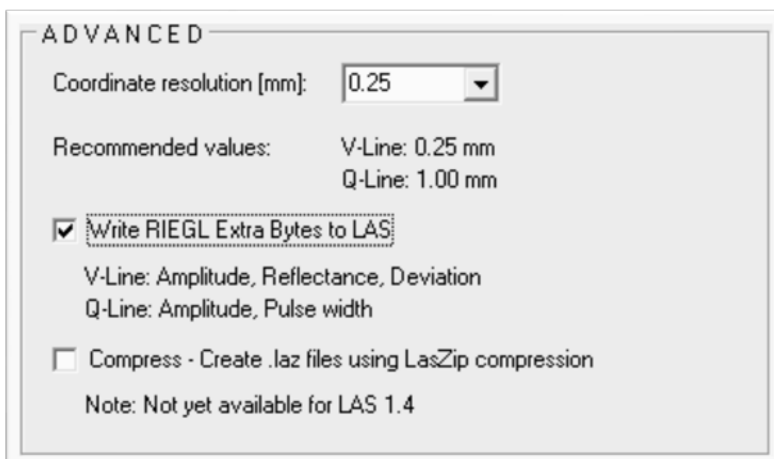 ADVANCED
Coordinate resolution [mm]: 0.25
Recommended values: V-Line: 0.25 mm
Q-Line: 1.00 mm
Write RIEGL Extra Bytes to LAS
V-Line: Amplitude, Reflectance, Deviation
Q-Line: Amplitude, Pulse width
Compress - Create .laz files using LasZip compression
Note: Not yet available for LAS 1.4